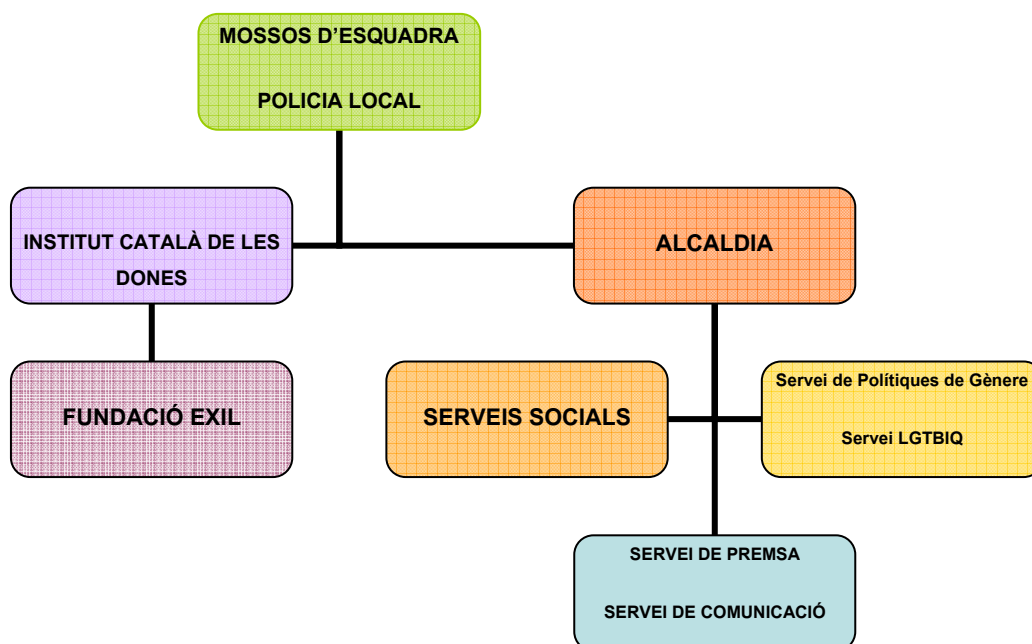 MOSSOS D'ESQUADRA
POLICIA LOCAL
INSTITUT CATALÀ DE LES
DONES
ALCALDIA
FUNDACIÓ EXIL
SERVEIS SOCIALS
Servei de Polítiques de Gènere
Servei LGTBIQ
SERVEI DE PREMSA
SERVEI DE COMUNICACIÓ